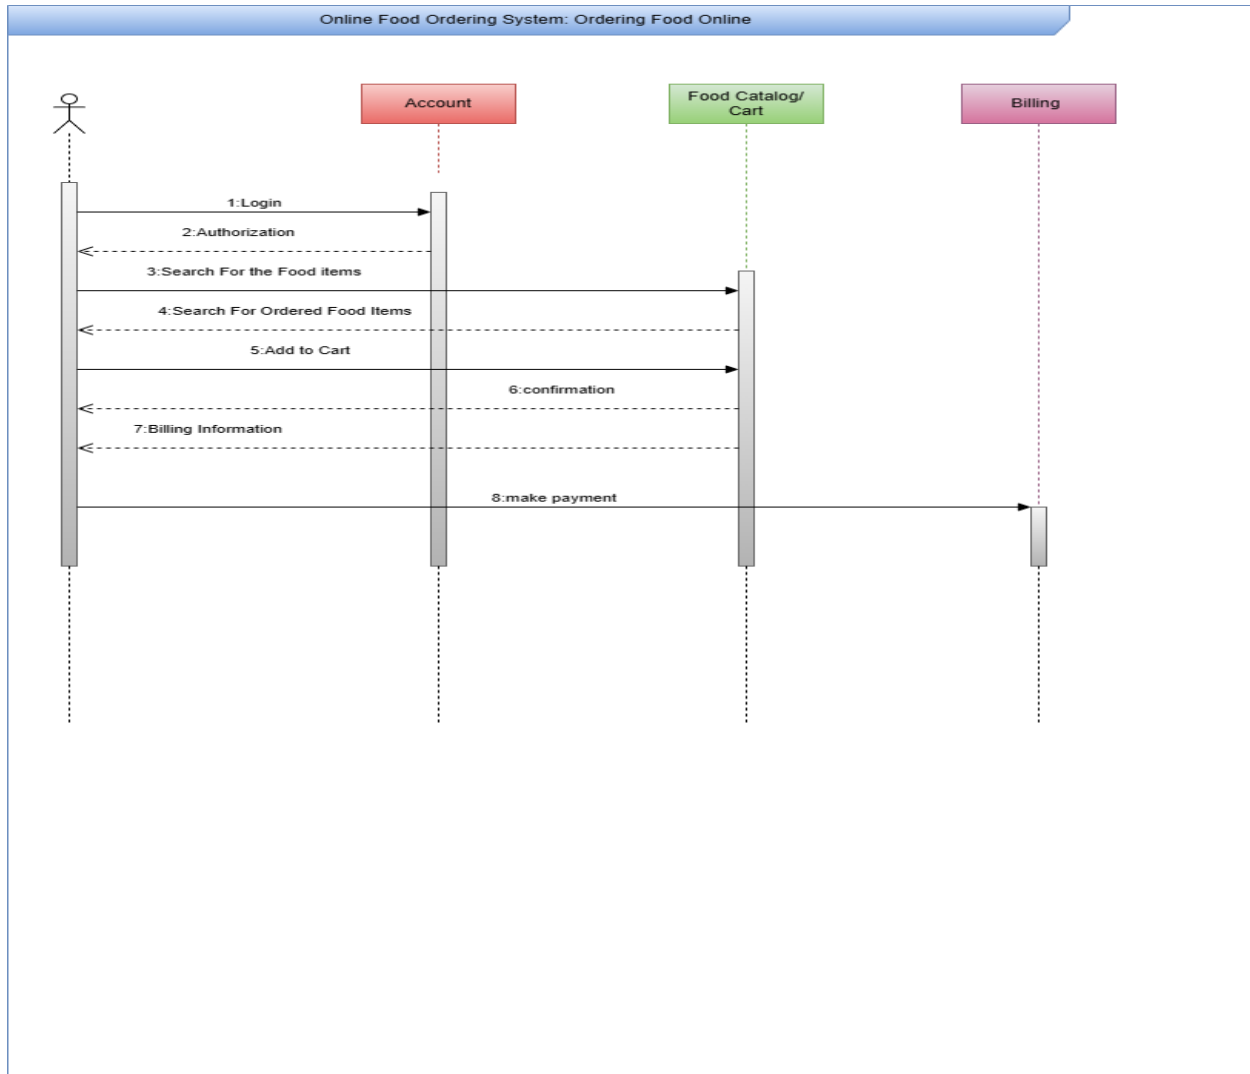 Online Food Ordering System: Ordering Food Online
Account
Food Catalog/
Cart
Billing
1:Login
2:Authorization
3:Search For the Food items
4:Search For Ordered Food Items
5:Add to Cart
6:confirmation
7:Billing Information
8:make payment